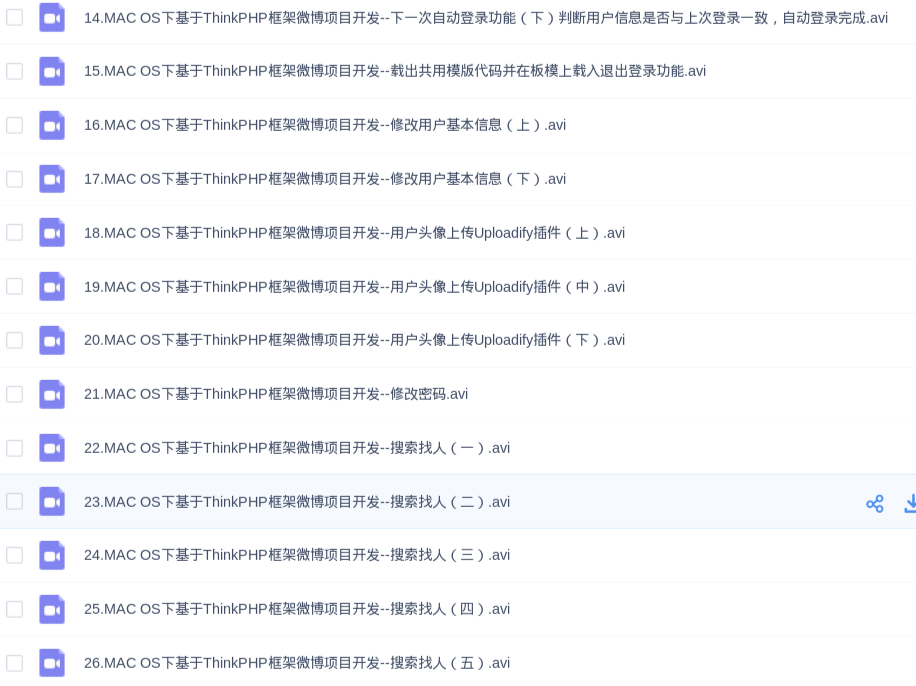 14.MAC OS下基于ThinkPHP框架微博项目开发--下一次自动登录功能（下）判断用户信息是否与上次登录一致，自动登录完成.avi
15.MAC OS下基于ThinkPHP框架微博项目开发--载出共用模版代码并在板模上载入退出登录功能.avi
16.MAC OS下基于ThinkPHP框架微博项目开发--修改用户基本信息（上）.avi
17.MAC OS下基于ThinkPHP框架微博项目开发--修改用户基本信息（下）.avi
18.MAC OS下基于ThinkPHP框架微博项目开发--用户头像上传Uploadify插件（上）.avi
19.MAC OS下基于ThinkPHP框架微博项目开发--用户头像上传Uploadify插件（中）.avi
20.MAC OS下基于ThinkPHP框架微博项目开发--用户头像上传Uploadify插件（下）.avi
21.MAC OS下基于ThinkPHP框架微博项目开发--修改密码.avi
22.MAC OS下基于ThinkPHP框架微博项目开发--搜索找人（一）.avi
23.MAC OS下基于ThinkPHP框架微博项目开发--搜索找人（二）.avi
24.MAC OS下基于ThinkPHP框架微博项目开发--搜索找人（三）.avi
25.MAC OS下基于ThinkPHP框架微博项目开发--搜索找人（四）.avi
26.MAC OS下基于ThinkPHP框架微博项目开发--搜索找人（五）.avi